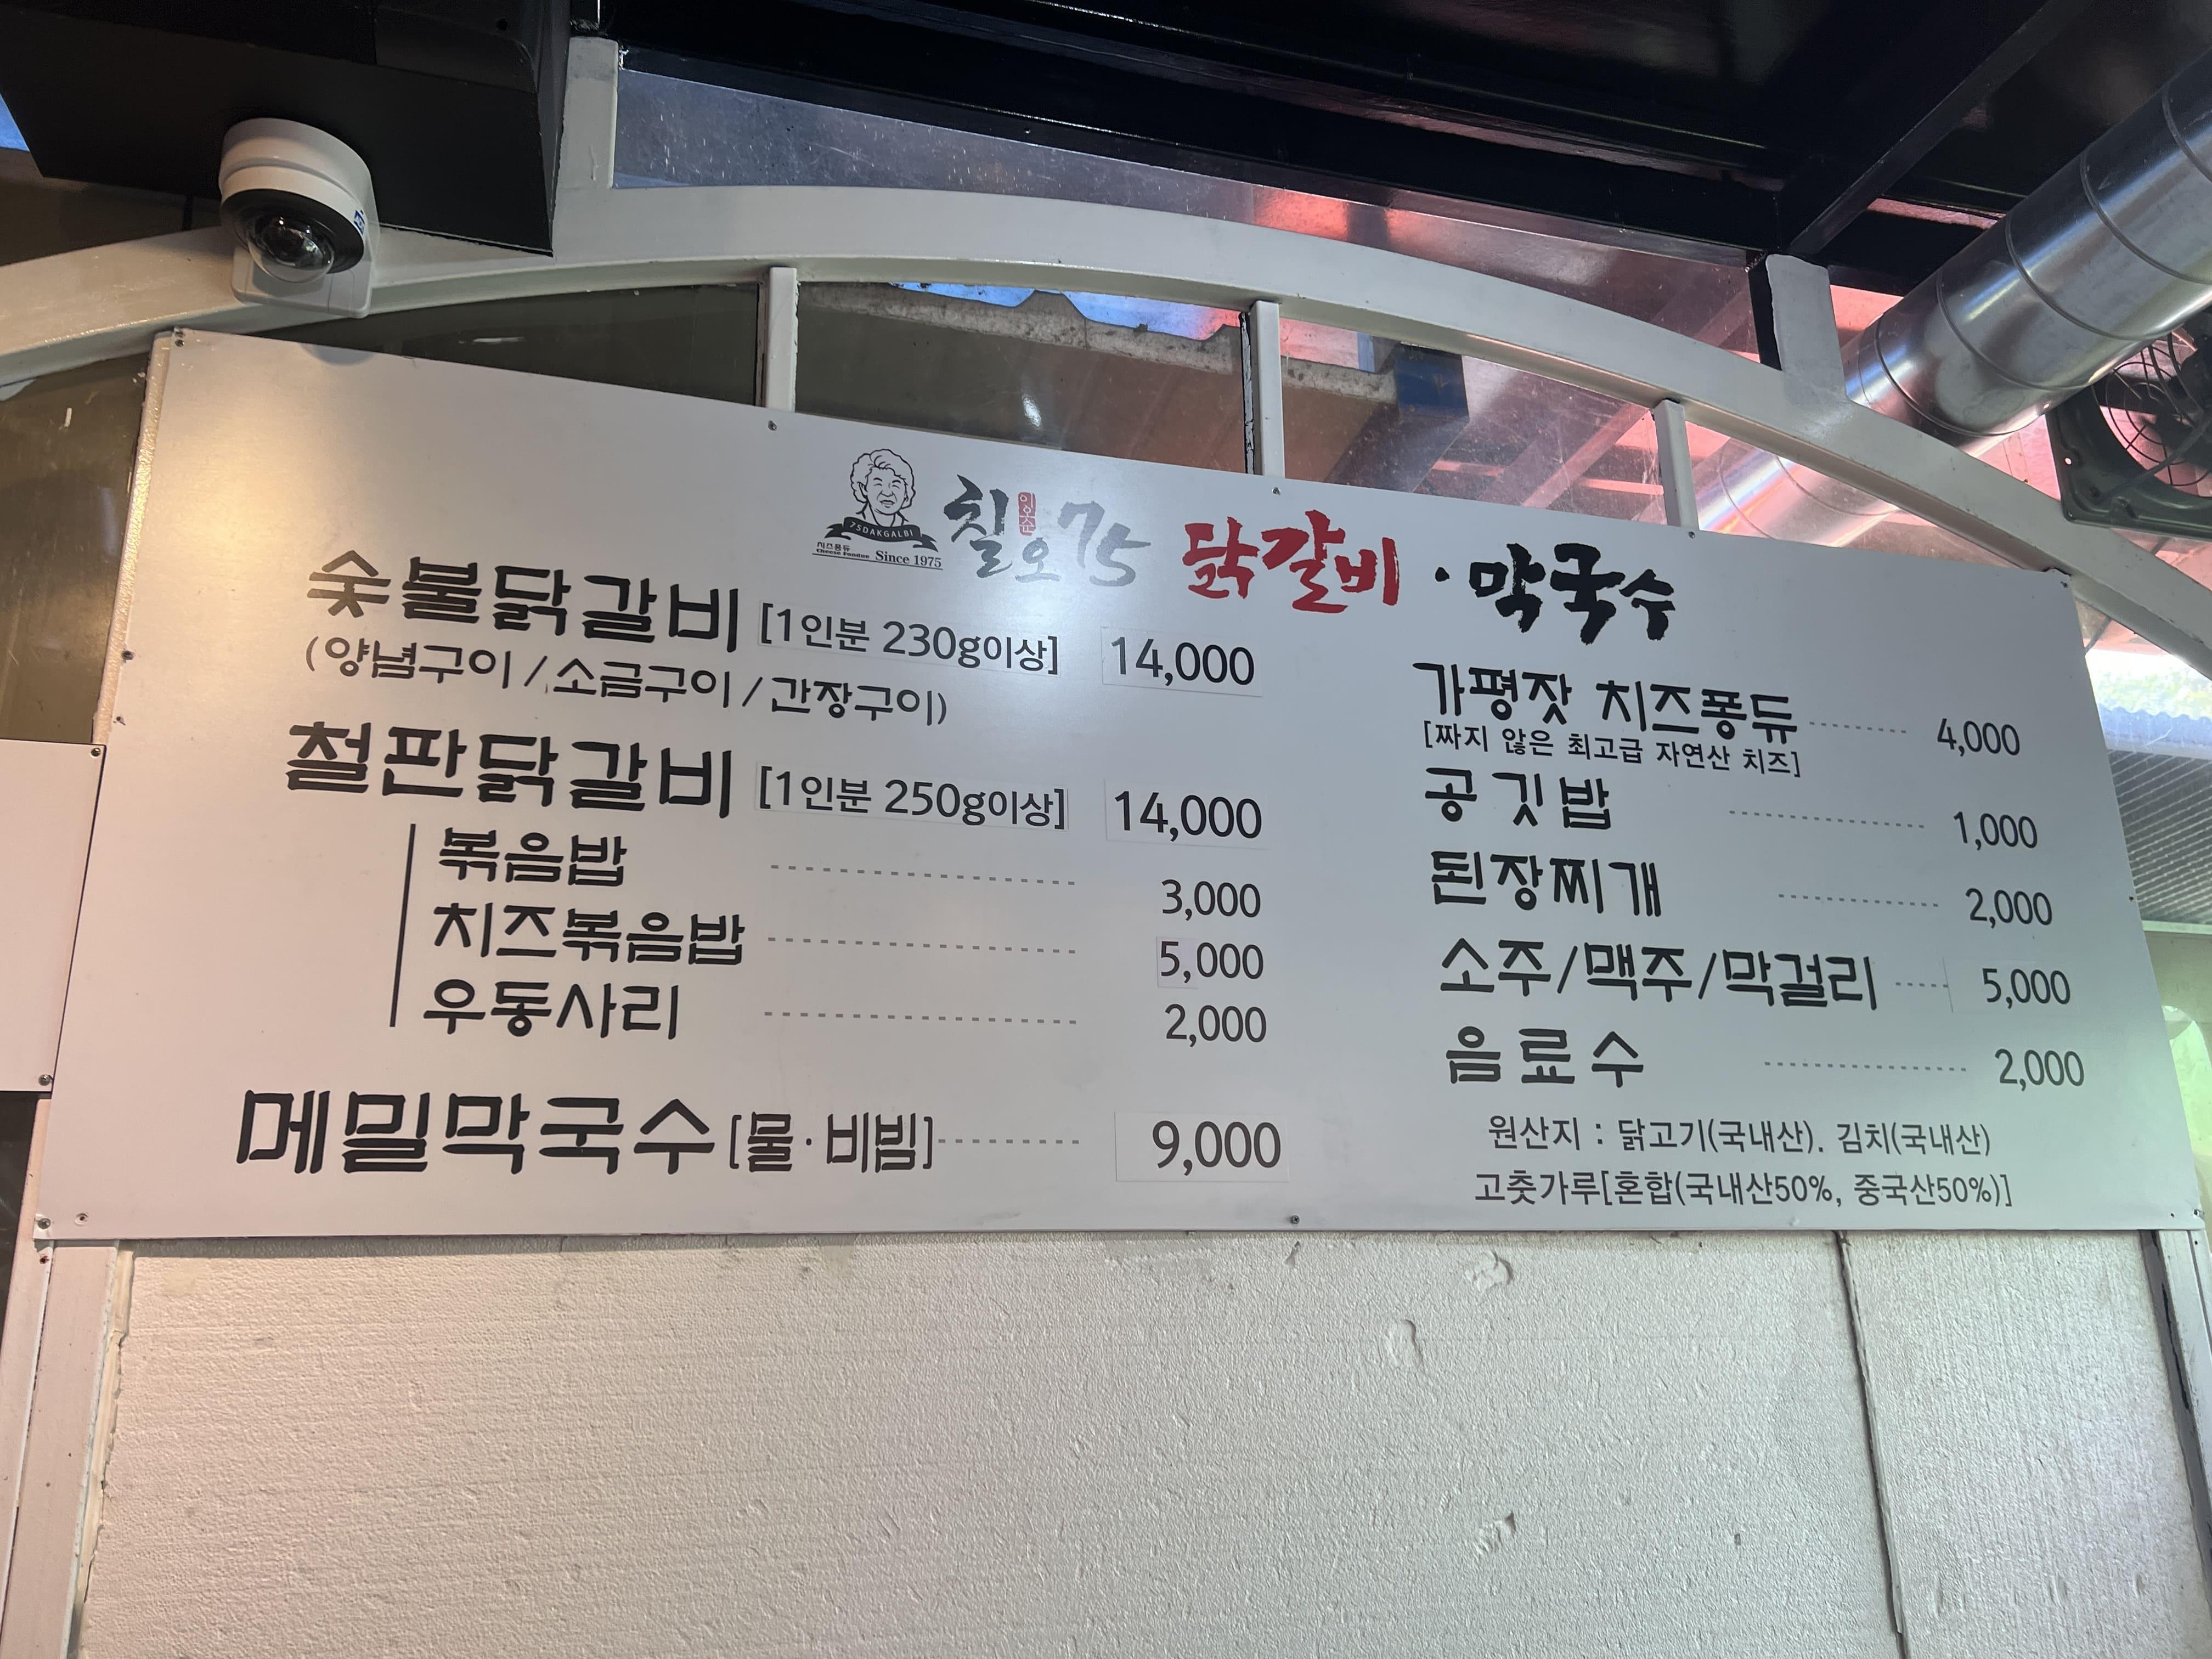 75DAKGALBI
치즈퐁듀
Cheese Fondue Since 1975
칠오75 닭갈비 · 막국수
이오순
숯불닭갈비 [1인분 230g이상] 14,000
(양념구이 / 소금구이 / 간장구이)
철판닭갈비 [1인분 250g이상] 14,000
볶음밥 3,000
치즈볶음밥 5,000
우동사리 2,000
메밀막국수[물·비빔] 9,000
가평잣 치즈퐁듀 4,000
[짜지 않은 최고급 자연산 치즈]
공깃밥 1,000
된장찌개 2,000
소주/맥주/막걸리 5,000
음료수 2,000
원산지 : 닭고기(국내산). 김치(국내산)
고춧가루[혼합(국내산50%, 중국산50%)]